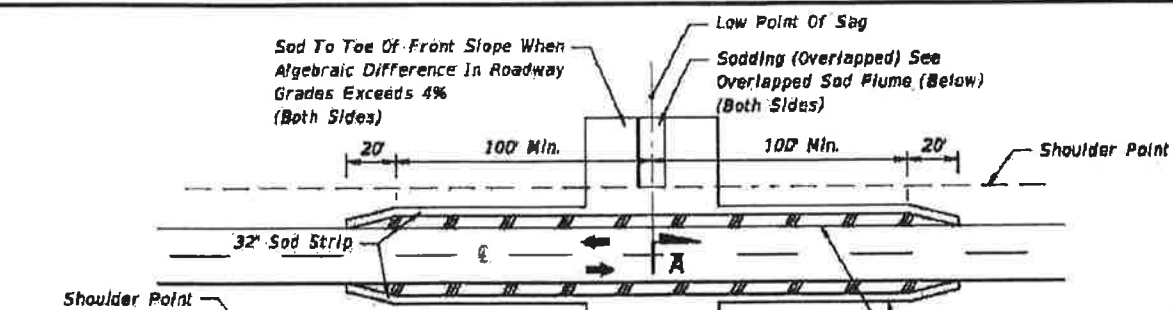 Low Point Of Sag
Sod To Toe Of Front Slope When
Algebraic Difference In Roadway
Grades Exceeds 4%
(Both Sides)
Sodding (Overlapped) See
Overlapped Sod Flume (Below)
(Both Sides)
20'
100' Min.
100' Min.
20'
Shoulder Point
32" Sod Strip
℄
A
Shoulder Point